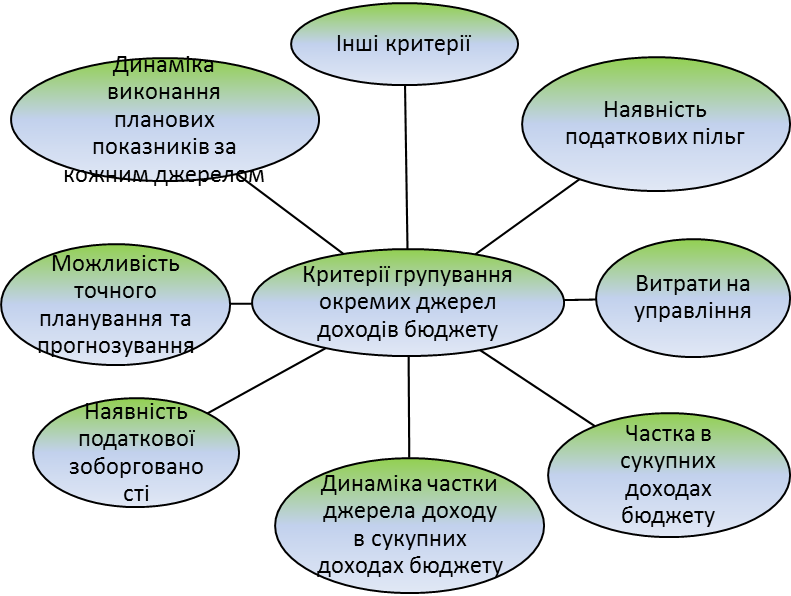 Інші критерії
Динаміка
виконання
планових
показників за
кожним джерелом
Наявність
податкових пільг
Можливість
точного
планування та
прогнозування
Критерії групування
окремих джерел
доходів бюджету
Витрати на
управління
Наявність
податкової
зоборговано
сті
Динаміка частки
джерела доходу
в сукупних
доходах бюджету
Частка в
сукупних
доходах
бюджету